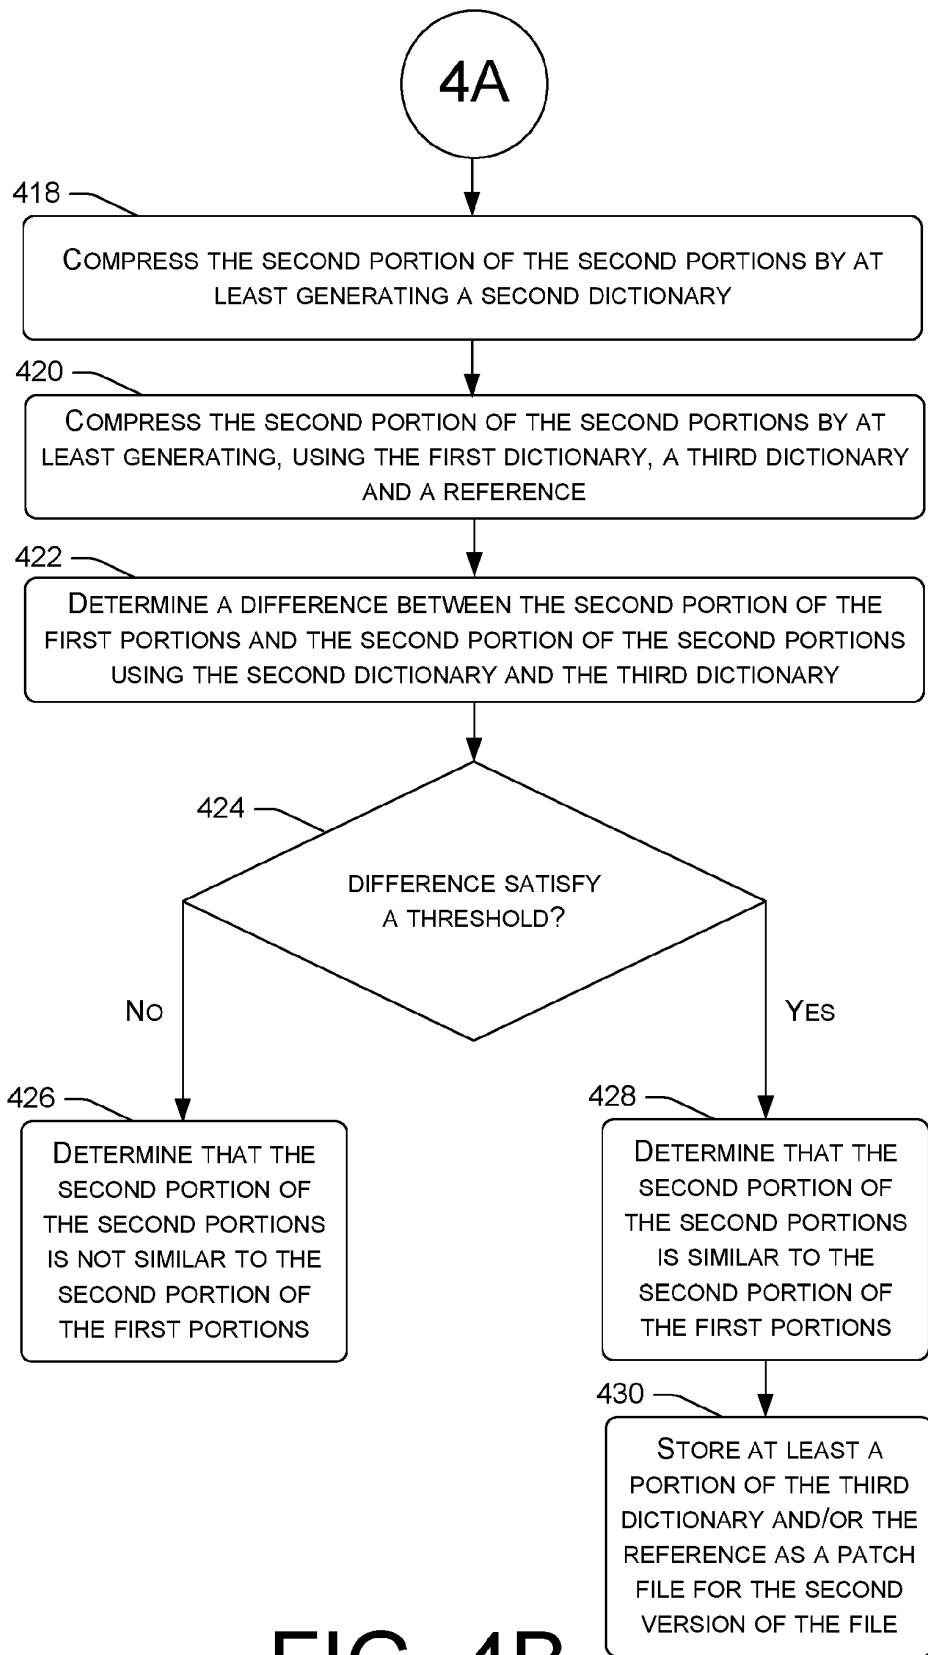 4A
418
COMPRESS THE SECOND PORTION OF THE SECOND PORTIONS BY AT
LEAST GENERATING A SECOND DICTIONARY
420
COMPRESS THE SECOND PORTION OF THE SECOND PORTIONS BY AT
LEAST GENERATING, USING THE FIRST DICTIONARY, A THIRD DICTIONARY
AND A REFERENCE
422
DETERMINE A DIFFERENCE BETWEEN THE SECOND PORTION OF THE
FIRST PORTIONS AND THE SECOND PORTION OF THE SECOND PORTIONS
USING THE SECOND DICTIONARY AND THE THIRD DICTIONARY
424
DIFFERENCE SATISFY
A THRESHOLD?
NO
YES
426
DETERMINE THAT THE
SECOND PORTION OF
THE SECOND PORTIONS
IS NOT SIMILAR TO THE
SECOND PORTION OF
THE FIRST PORTIONS
428
DETERMINE THAT THE
SECOND PORTION OF
THE SECOND PORTIONS
IS SIMILAR TO THE
SECOND PORTION OF
THE FIRST PORTIONS
430
STORE AT LEAST A
PORTION OF THE THIRD
DICTIONARY AND/OR THE
REFERENCE AS A PATCH
FILE FOR THE SECOND
VERSION OF THE FILE
FIG. 4B